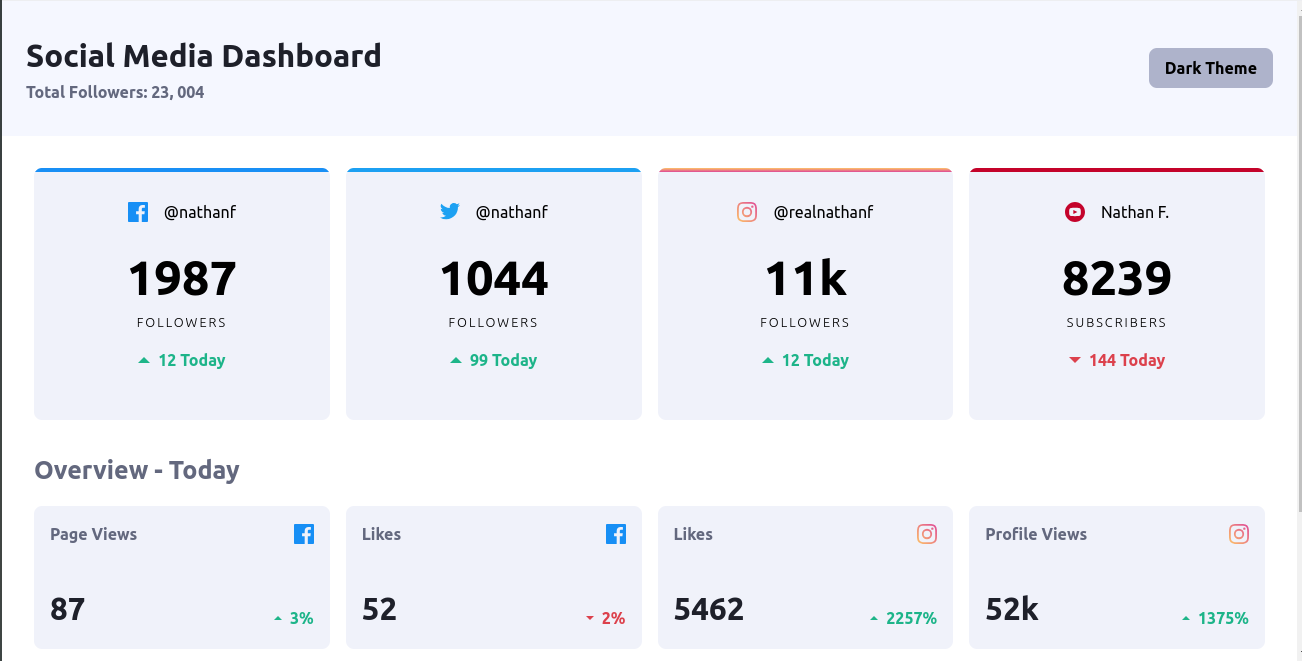 Social Media Dashboard
Total Followers: 23, 004
Dark Theme
@nathanf
1987
FOLLOWERS
12 Today
@nathanf
1044
FOLLOWERS
99 Today
@realnathanf
11k
FOLLOWERS
12 Today
Nathan F.
8239
SUBSCRIBERS
144 Today
Overview - Today
Page Views
87
3%
Likes
52
2%
Likes
5462
2257%
Profile Views
52k
1375%